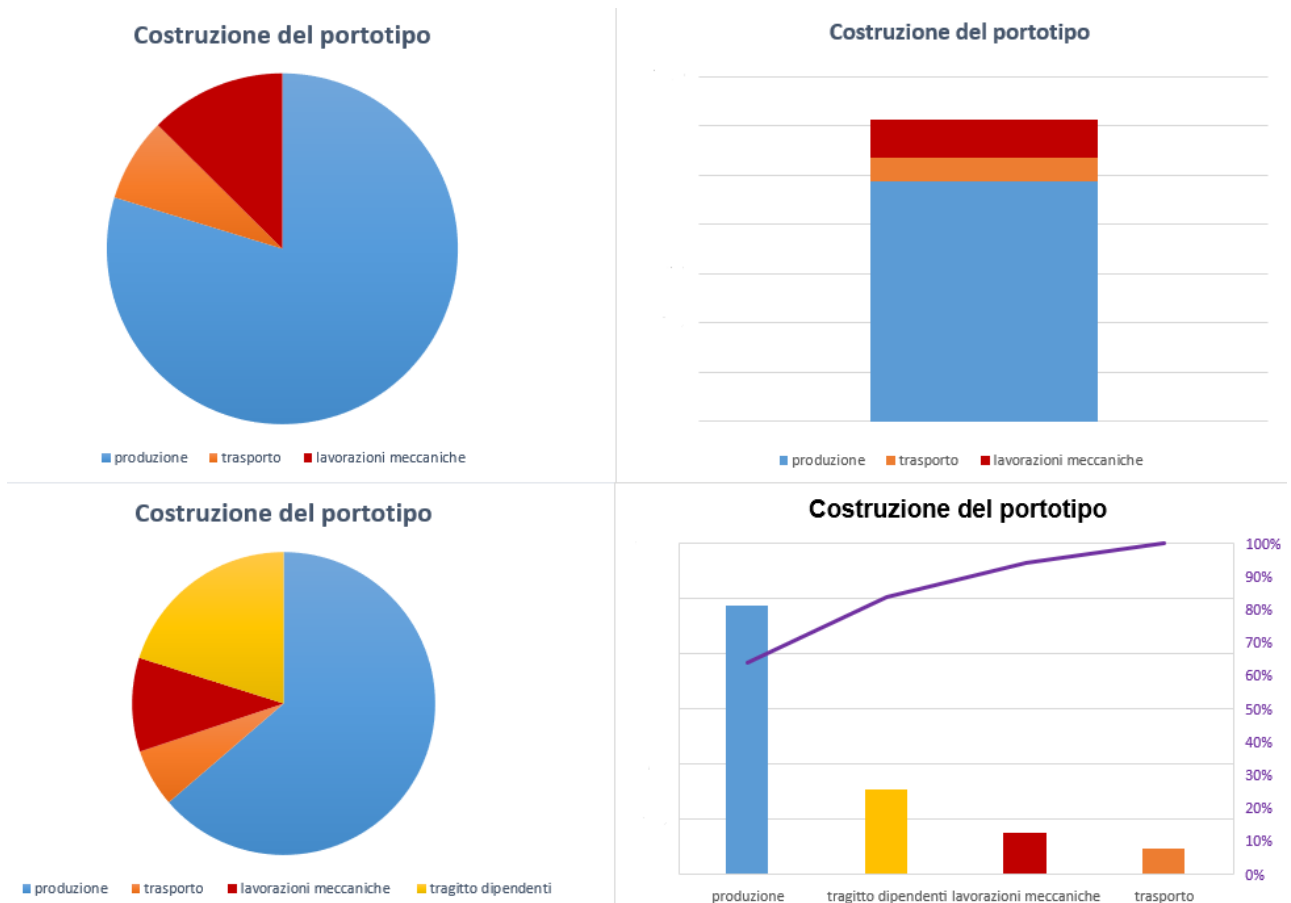 Costruzione del portotipo
produzione trasporto lavorazioni meccaniche
Costruzione del portotipo
produzione trasporto lavorazioni meccaniche
Costruzione del portotipo
produzione trasporto lavorazioni meccaniche tragitto dipendenti
Costruzione del portotipo
100%
90%
80%
70%
60%
50%
40%
30%
20%
10%
0%
produzione tragitto dipendenti lavorazioni meccaniche trasporto